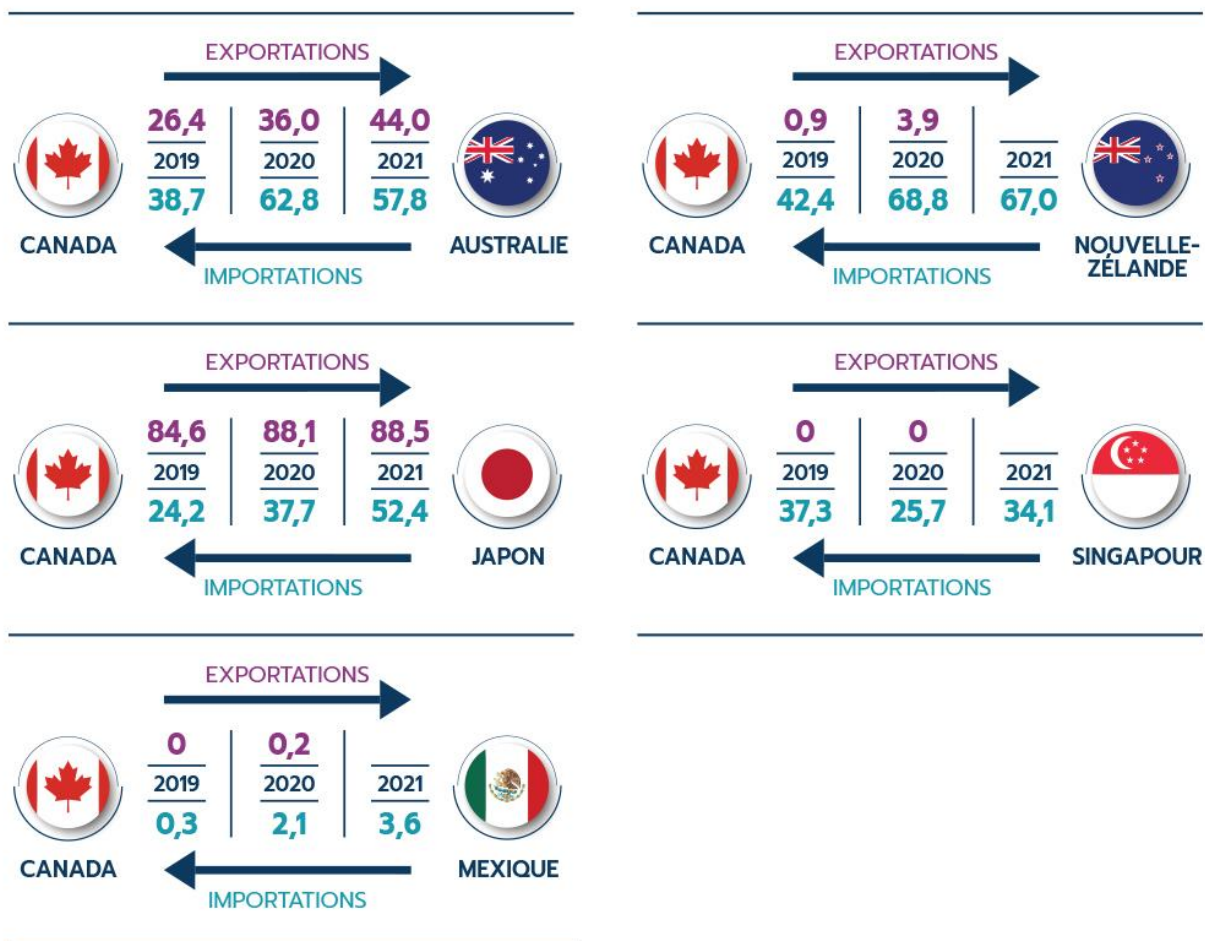 EXPORTATIONS
26,4 36,0 44,0
2019 2020 2021
38,7 62,8 57,8
CANADA AUSTRALIE
IMPORTATIONS
EXPORTATIONS
0,9 3,9
2019 2020 2021
42,4 68,8 67,0
CANADA NOUVELLE-
ZÉLANDE
IMPORTATIONS
EXPORTATIONS
84,6 88,1 88,5
2019 2020 2021
24,2 37,7 52,4
CANADA JAPON
IMPORTATIONS
EXPORTATIONS
0 0
2019 2020 2021
37,3 25,7 34,1
CANADA SINGAPOUR
IMPORTATIONS
EXPORTATIONS
0 0,2
2019 2020 2021
0,3 2,1 3,6
CANADA MEXIQUE
IMPORTATIONS